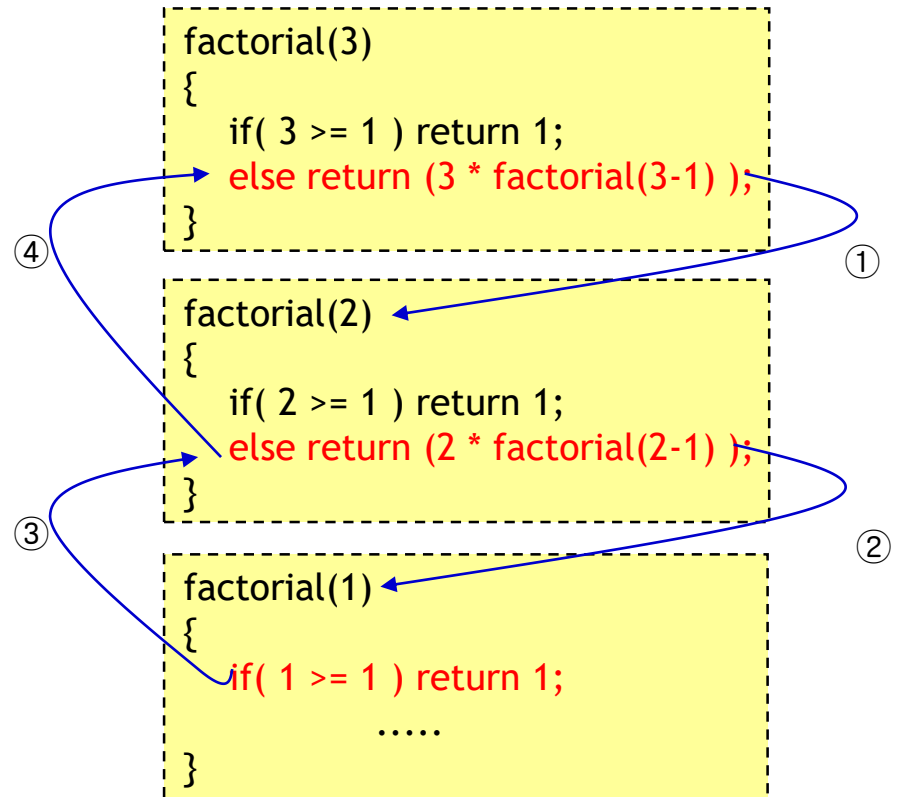 factorial(3)
{
if( 3 >= 1 ) return 1;
else return (3 * factorial(3-1) );
}
④
①
factorial(2)
{
if( 2 >= 1 ) return 1;
else return (2 * factorial(2-1) );
}
③
②
factorial(1)
{
if( 1 >= 1 ) return 1;
.....
}